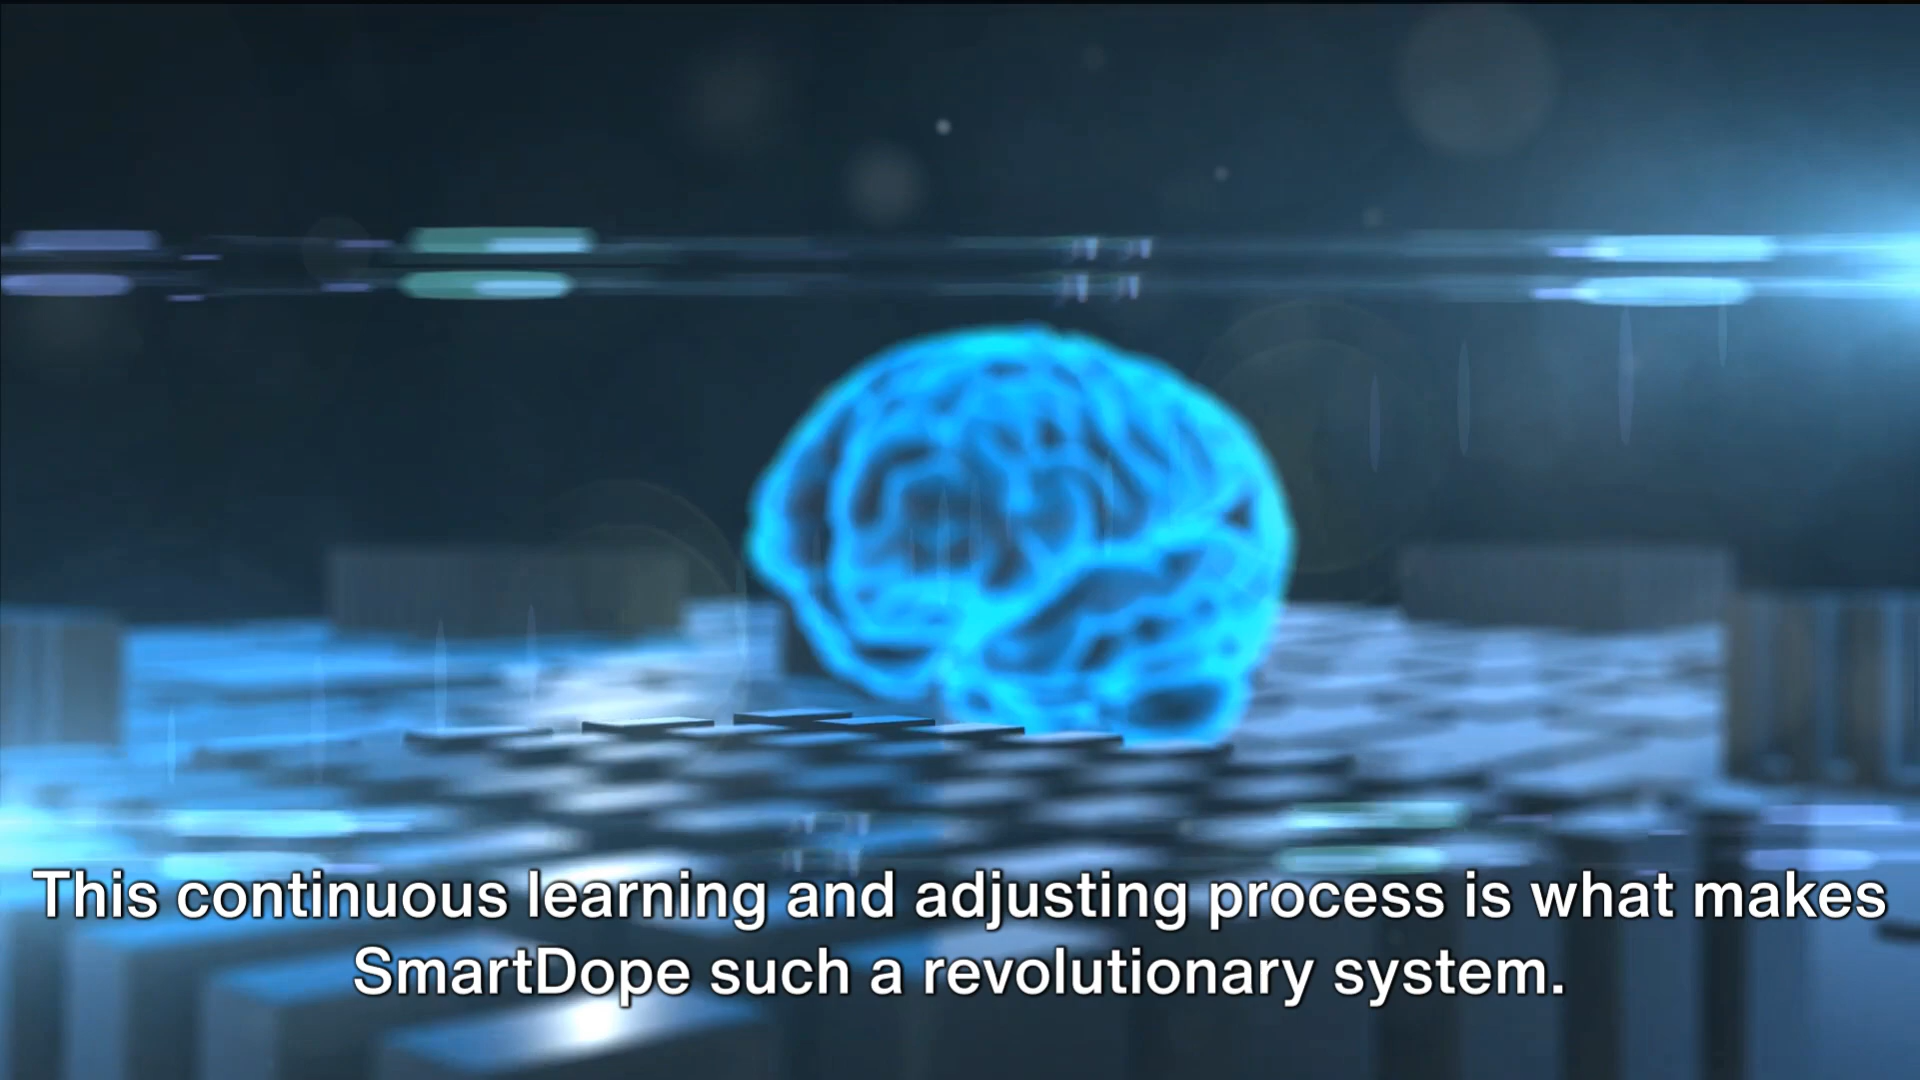 This continuous learning and adjusting process is what makes
SmartDope such a revolutionary system.